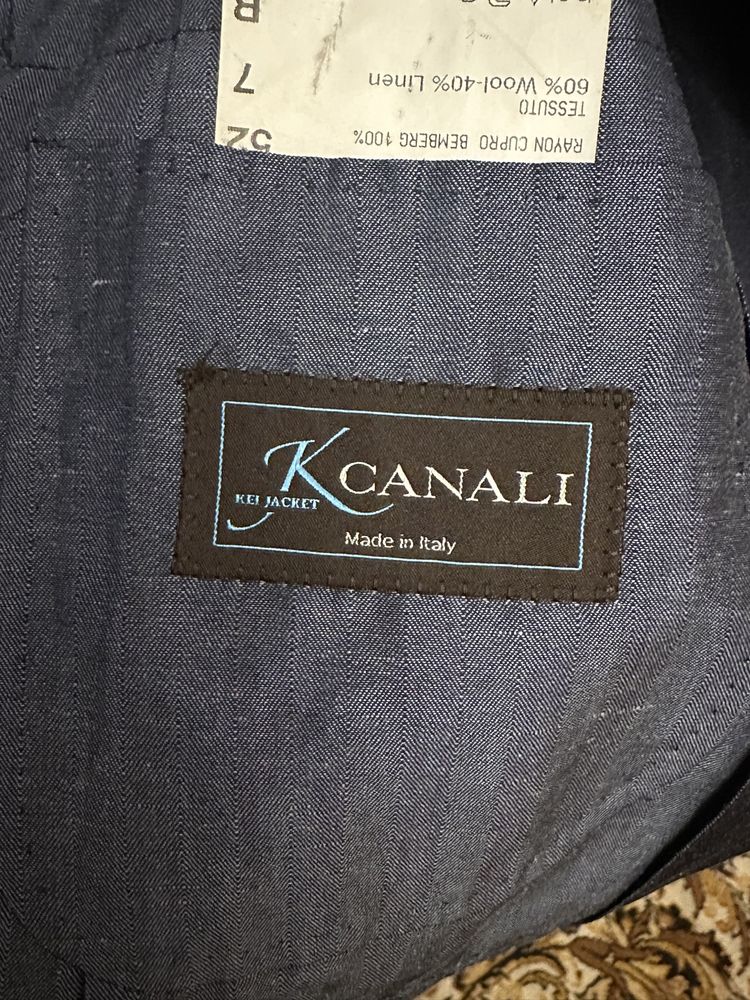 RAYON CUPRO BEMBERG 100%
52
TESSUTO
60% Wool-40% Linen
7
R
K CANALI
KEI JACKET
Made in Italy